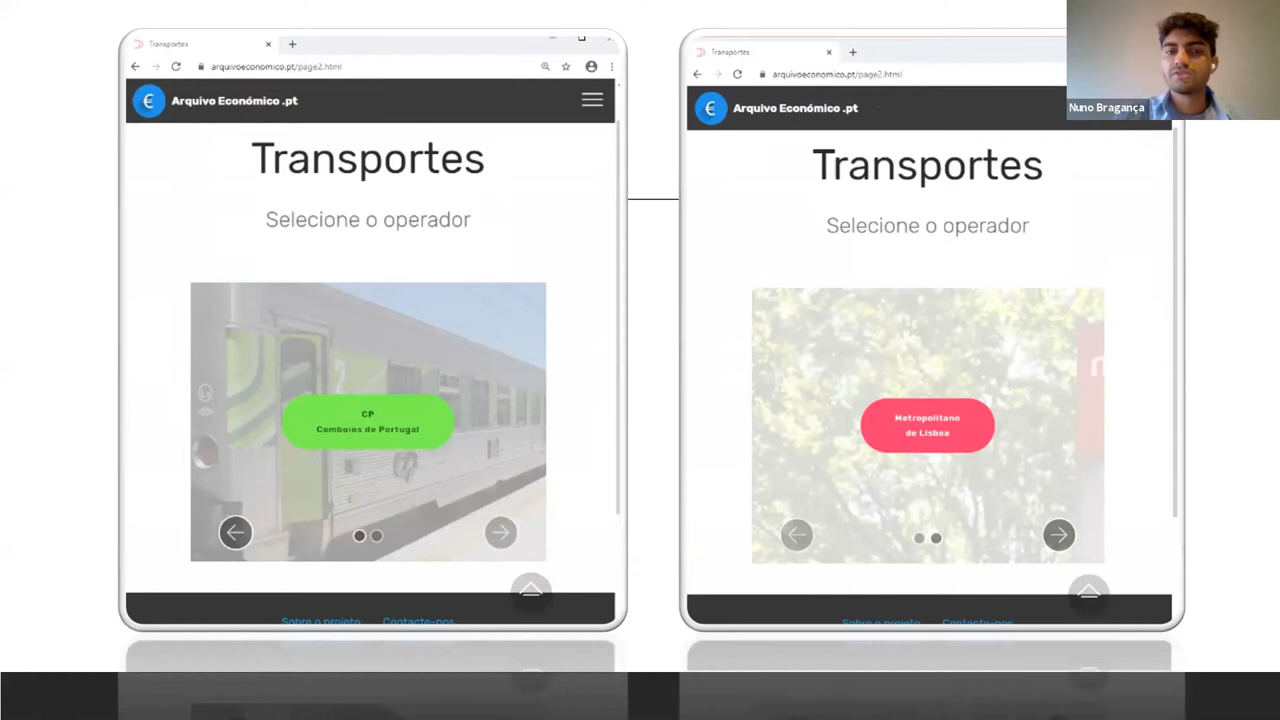 Transportes
arquivoeconomico.pt/page2.html
€
Arquivo Económico .pt
Transportes
Selecione o operador
2
CP
Comboios de Portugal
Sobre o projeto
Contacte-nos
Transportes
arquivoeconomico.pt/page2.html
€
Arquivo Económico .pt
Transportes
Selecione o operador
Metropolitano
de Lisboa
Sobre o projeto
Contacte-nos
Nuno Bragança